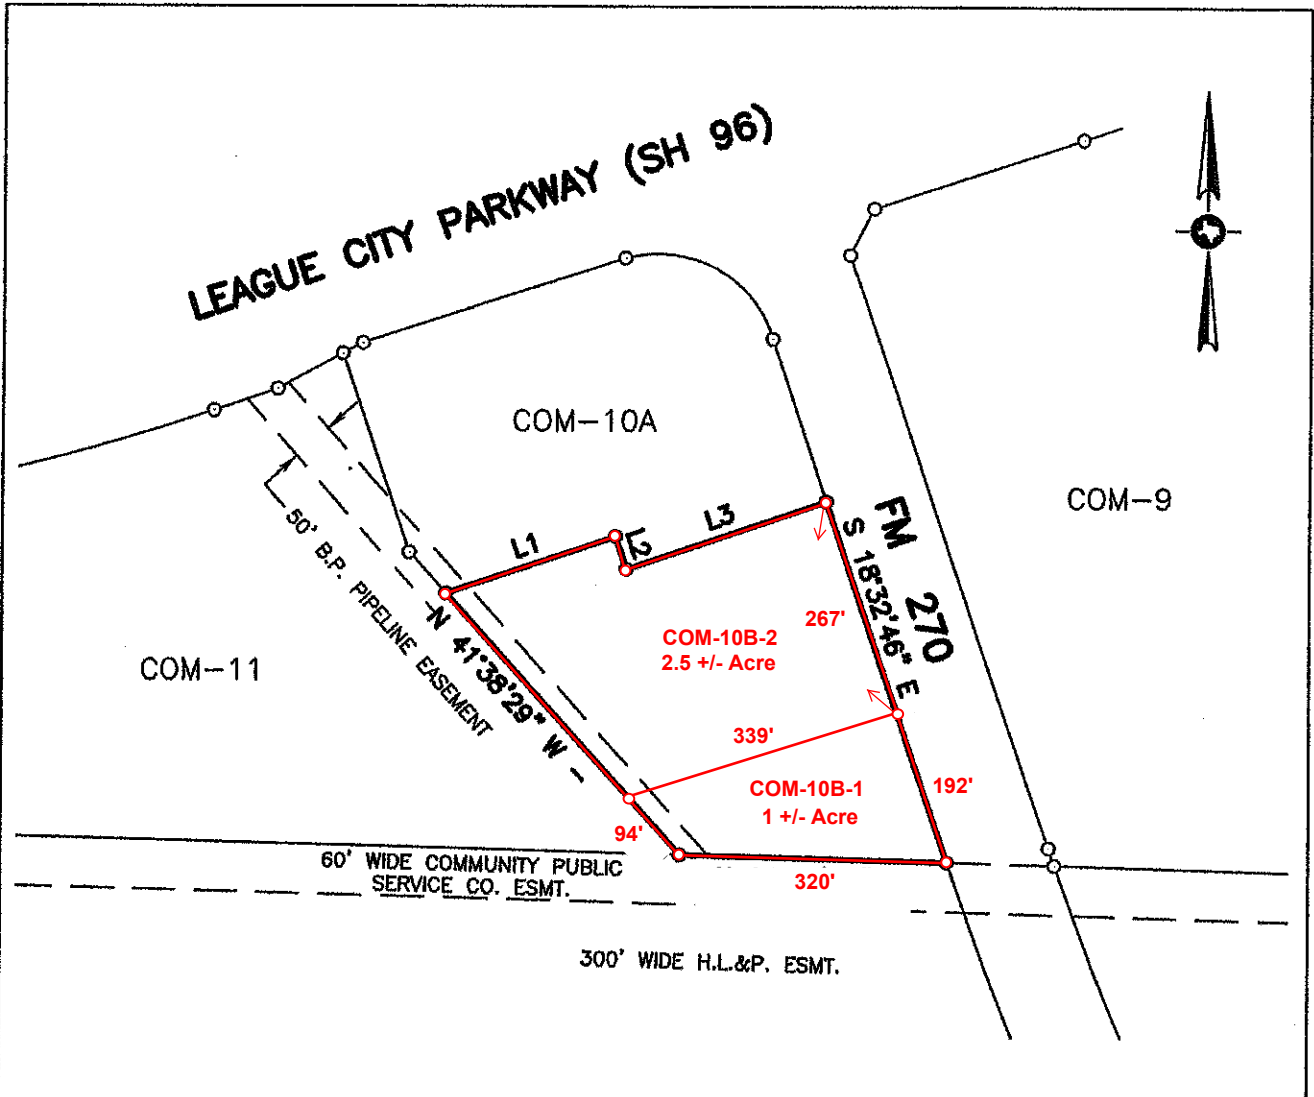 LEAGUE CITY PARKWAY (SH 96)
COM-10A
COM-9
FM 270
S 18°32'46" E
L1
L2
L3
50' B.P. PIPELINE EASEMENT
N 41°38'29" W
COM-11
267'
COM-10B-2
2.5 +/- Acre
339'
COM-10B-1
1 +/- Acre
192'
94'
320'
60' WIDE COMMUNITY PUBLIC
SERVICE CO. ESMT.
300' WIDE H.L.&P. ESMT.